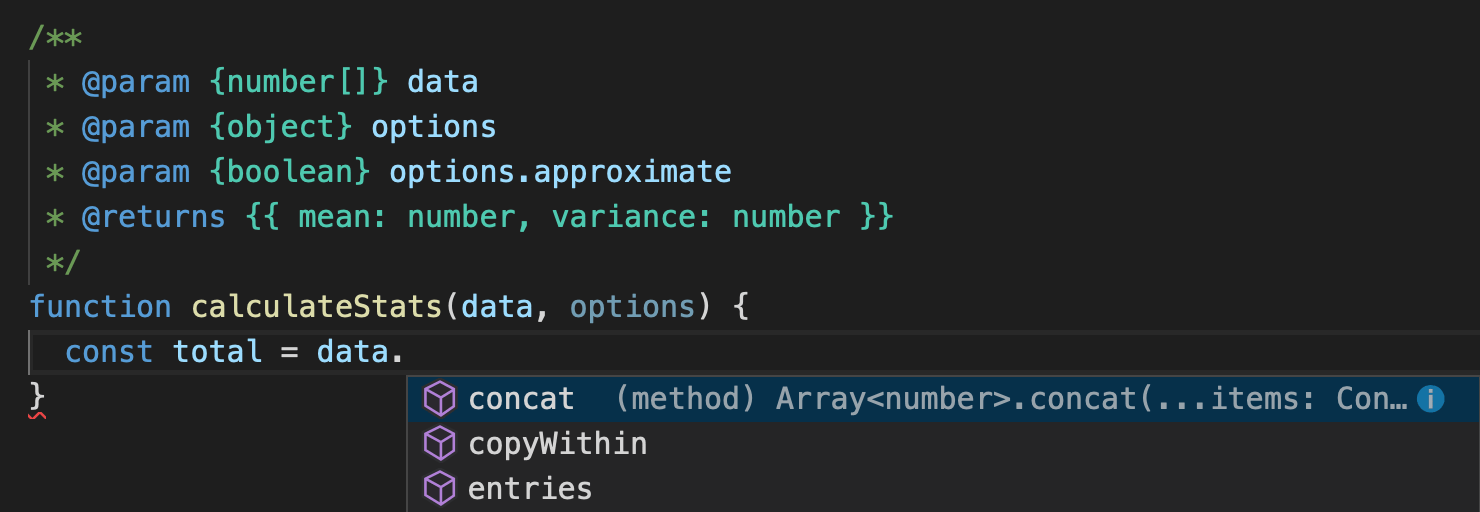 /**
 * @param {number[]} data
 * @param {object} options
 * @param {boolean} options.approximate
 * @returns {{ mean: number, variance: number }}
 */
function calculateStats(data, options) {
  const total = data.
}
concat (method) Array<number>.concat(...items: Con…
copyWithin
entries